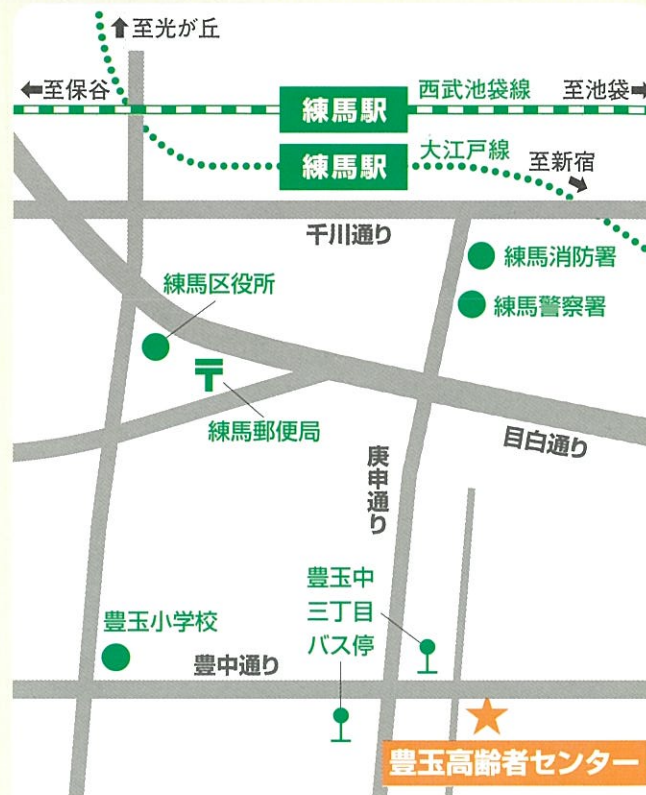 至光が丘
至保谷
練馬駅
西武池袋線
至池袋
練馬駅
大江戸線
至新宿
千川通り
練馬消防署
練馬区役所
練馬警察署
練馬郵便局
目白通り
庚申通り
豊玉中
三丁目
バス停
豊玉小学校
豊中通り
豊玉高齢者センター